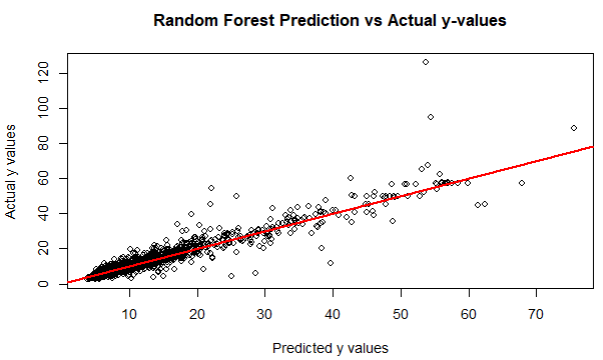 Random Forest Prediction vs Actual y-values
120
100
80
60
40
20
0
Actual y values
10 20 30 40 50 60 70
Predicted y values